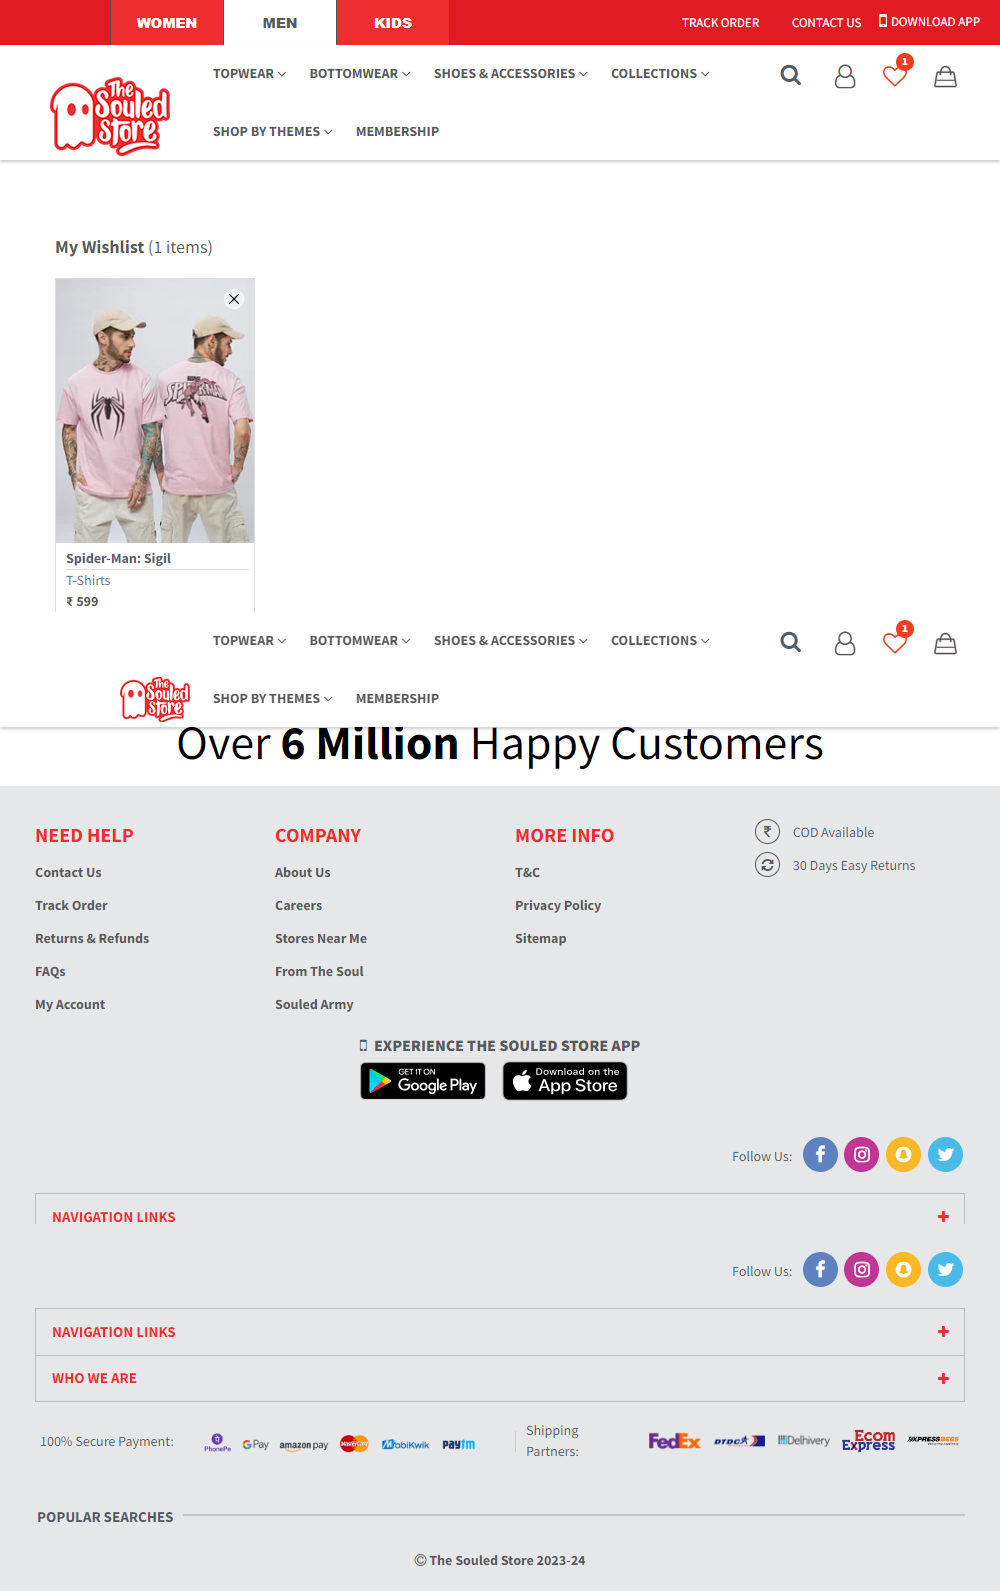 WOMEN MEN KIDS TRACK ORDER CONTACT US DOWNLOAD APP
TOPWEAR BOTTOMWEAR SHOES & ACCESSORIES COLLECTIONS 1
The Souled Store
SHOP BY THEMES MEMBERSHIP
My Wishlist (1 items)
SPIDER-MAN
Spider-Man: Sigil
T-Shirts
₹ 599
TOPWEAR BOTTOMWEAR SHOES & ACCESSORIES COLLECTIONS 1
The Souled Store
SHOP BY THEMES MEMBERSHIP
Over 6 Million Happy Customers
NEED HELP
Contact Us
Track Order
Returns & Refunds
FAQs
My Account
COMPANY
About Us
Careers
Stores Near Me
From The Soul
Souled Army
MORE INFO
T&C
Privacy Policy
Sitemap
₹ COD Available
30 Days Easy Returns
EXPERIENCE THE SOULED STORE APP
GET IT ON
Google Play
Download on the
App Store
Follow Us:
NAVIGATION LINKS +
Follow Us:
NAVIGATION LINKS +
WHO WE ARE +
100% Secure Payment: PhonePe G Pay amazon pay MasterCard MobiKwik paytm
Shipping
Partners:
FedEx DTDC Delhivery Ecom Express XPRESSBEES
POPULAR SEARCHES
© The Souled Store 2023-24